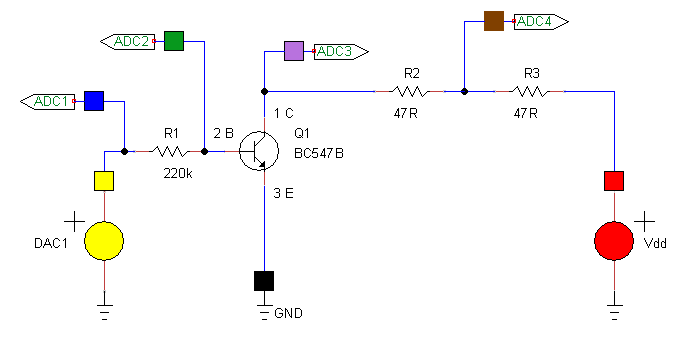 ADC4
ADC2
ADC3
R2
R3
ADC1
1 C
47R
47R
R1
2 B
Q1
BC547B
220k
3 E
DAC1
Vdd
GND